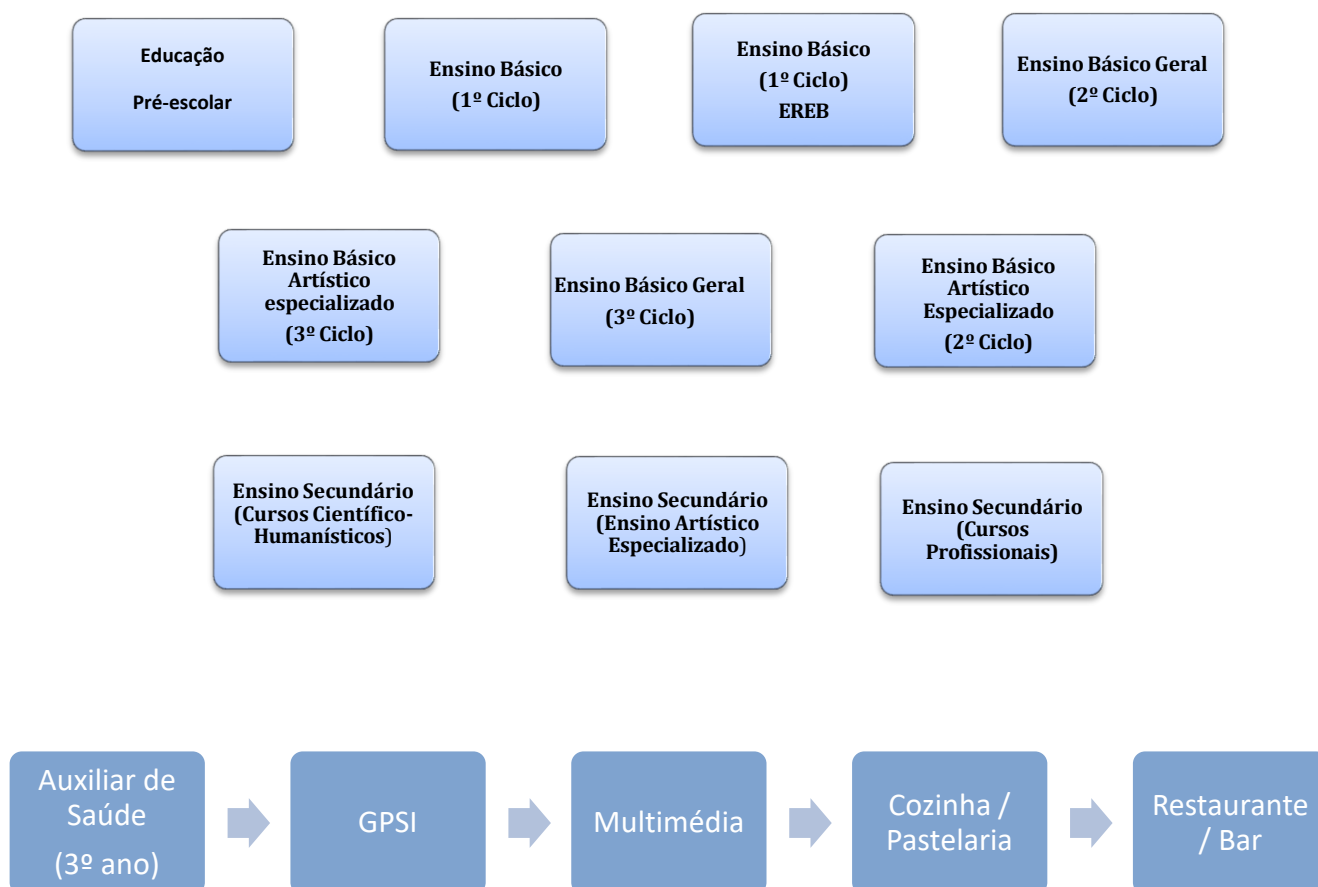 Educação
Pré-escolar
Ensino Básico
(1º Ciclo)
Ensino Básico
(1º Ciclo)
EREB
Ensino Básico Geral
(2º Ciclo)
Ensino Básico
Artístico
especializado
(3º Ciclo)
Ensino Básico Geral
(3º Ciclo)
Ensino Básico
Artístico
Especializado
(2º Ciclo)
Ensino Secundário
(Cursos Científico-
Humanísticos)
Ensino Secundário
(Ensino Artístico
Especializado)
Ensino Secundário
(Cursos
Profissionais)
Auxiliar de
Saúde
(3º ano)
GPSI
Multimédia
Cozinha /
Pastelaria
Restaurante
/ Bar